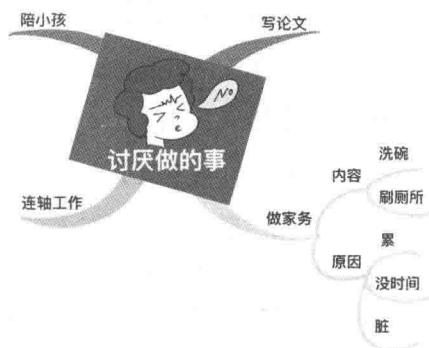 陪小孩
写论文
No
讨厌做的事
连轴工作
做家务
内容
洗碗
刷厕所
原因
累
没时间
脏